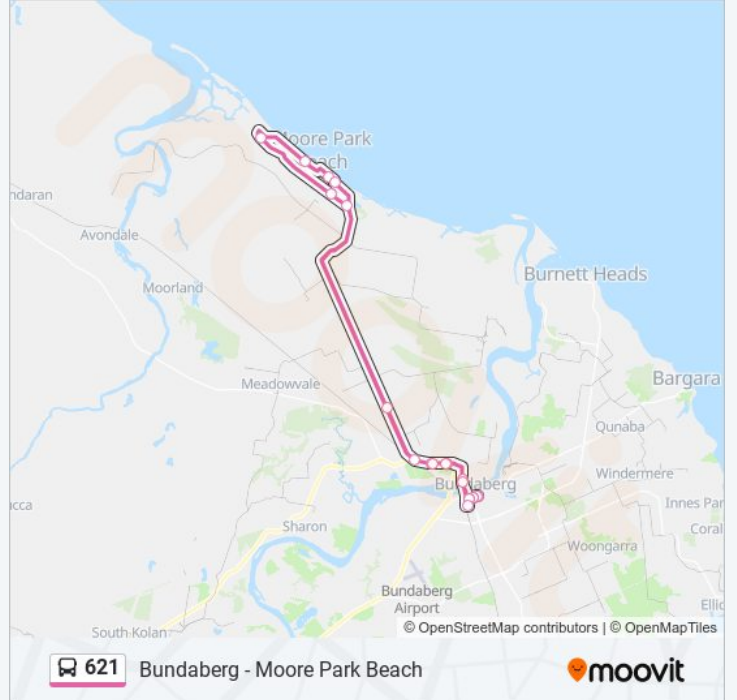 Moore Park
Beach
ndaran
Avondale
Burnett Heads
Moorland
Meadowvale
Bargara
Qunaba
Bundaberg
Windermere
cca
Innes Par
Sharon
Coral
Woongarra
Bundaberg
Airport
Ellio
South Kolan
© OpenStreetMap contributors | © OpenMapTiles
621 Bundaberg - Moore Park Beach
moovit